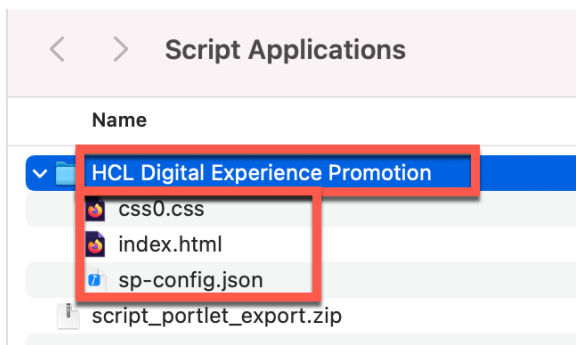 Script Applications
Name
HCL Digital Experience Promotion
css0.css
index.html
sp-config.json
script_portlet_export.zip